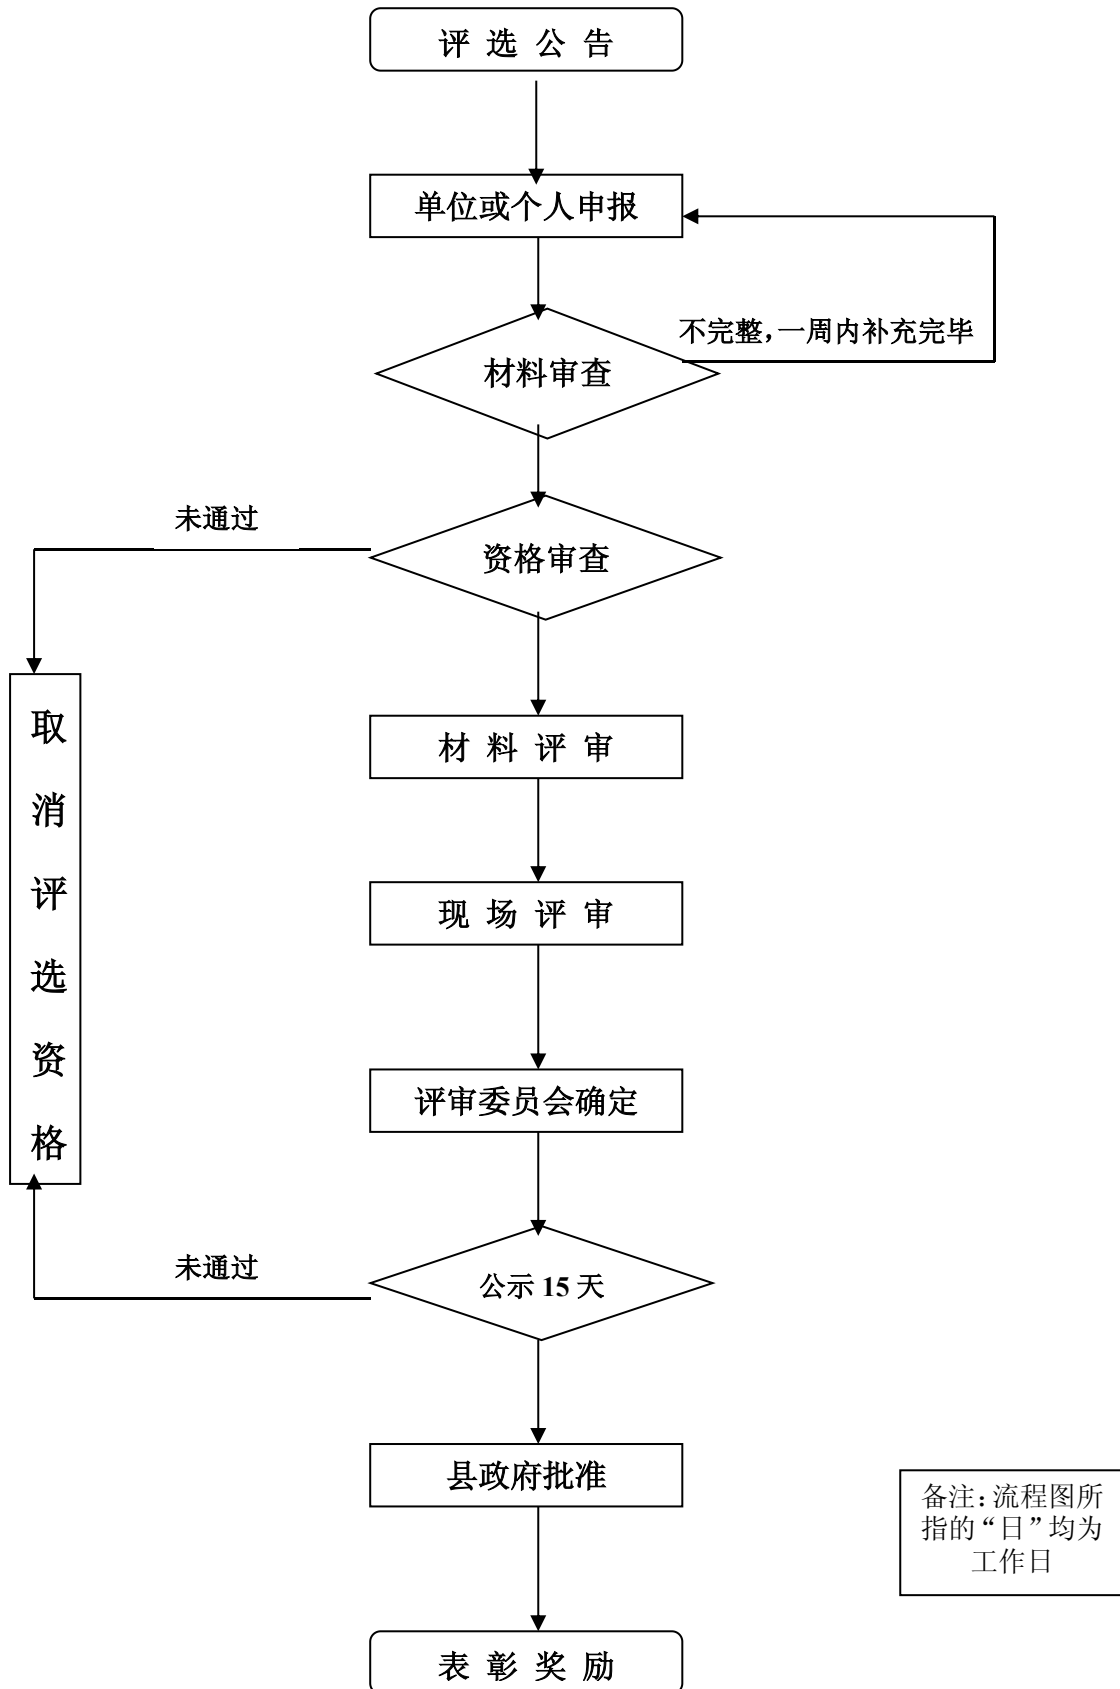 评 选 公 告
单位或个人申报
不完整，一周内补充完毕
材料审查
未通过
资格审查
取消评选资格
材 料 评 审
现 场 评 审
评审委员会确定
未通过
公示 15 天
县政府批准
备注：流程图所
指的“日”均为
工作日
表 彰 奖 励